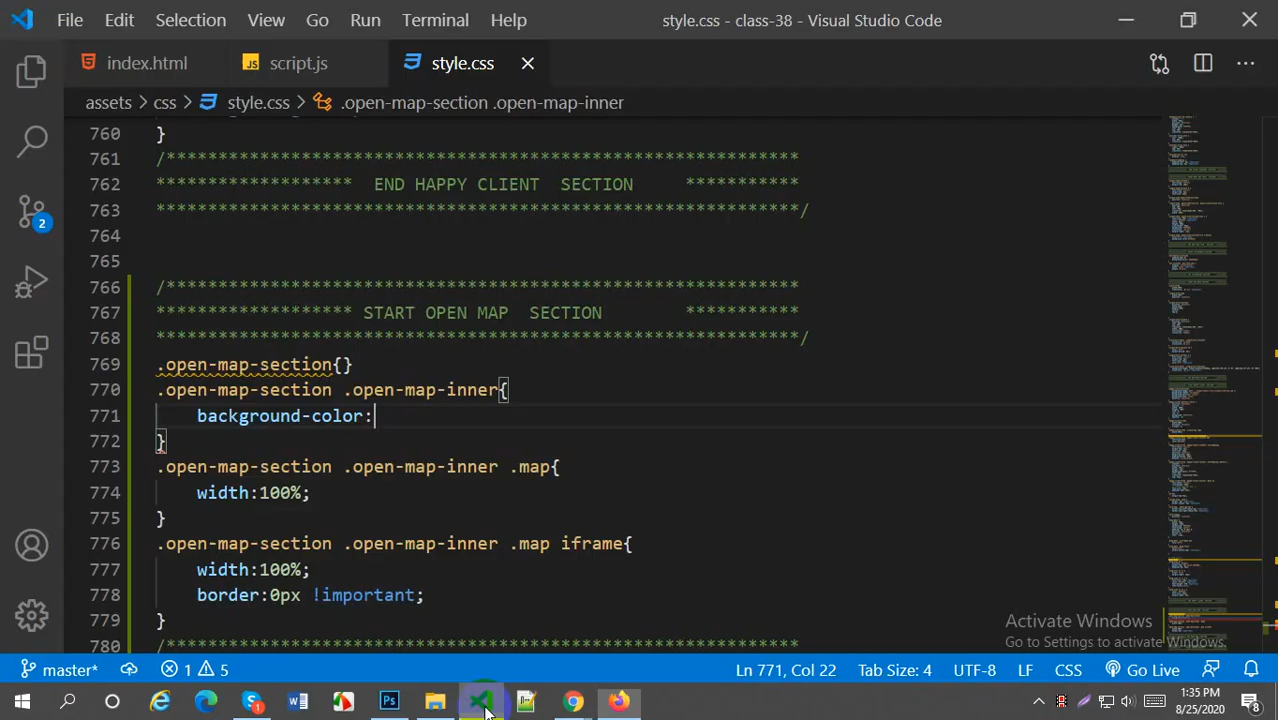 File Edit Selection View Go Run Terminal Help style.css - class-38 - Visual Studio Code
index.html JS script.js style.css
assets > css > style.css > .open-map-section .open-map-inner
760 }
761 /*************************************************************
762 ******************* END HAPPY CLIENT SECTION ***********
763 **************************************************************/
764
765
766 /*************************************************************
767 ******************* START OPEN MAP SECTION ***********
768 **************************************************************/
769 .open-map-section{}
770 .open-map-section .open-map-inner{
771 background-color:
772 }
773 .open-map-section .open-map-inner .map{
774 width:100%;
775 }
776 .open-map-section .open-map-inner .map iframe{
777 width:100%;
778 border:0px !important;
779 }
780 /*************************************************************
2
Activate Windows
Go to Settings to activate Windows.
master* 1 5 Ln 771, Col 22 Tab Size: 4 UTF-8 LF CSS Go Live
1:35 PM
8/25/2020